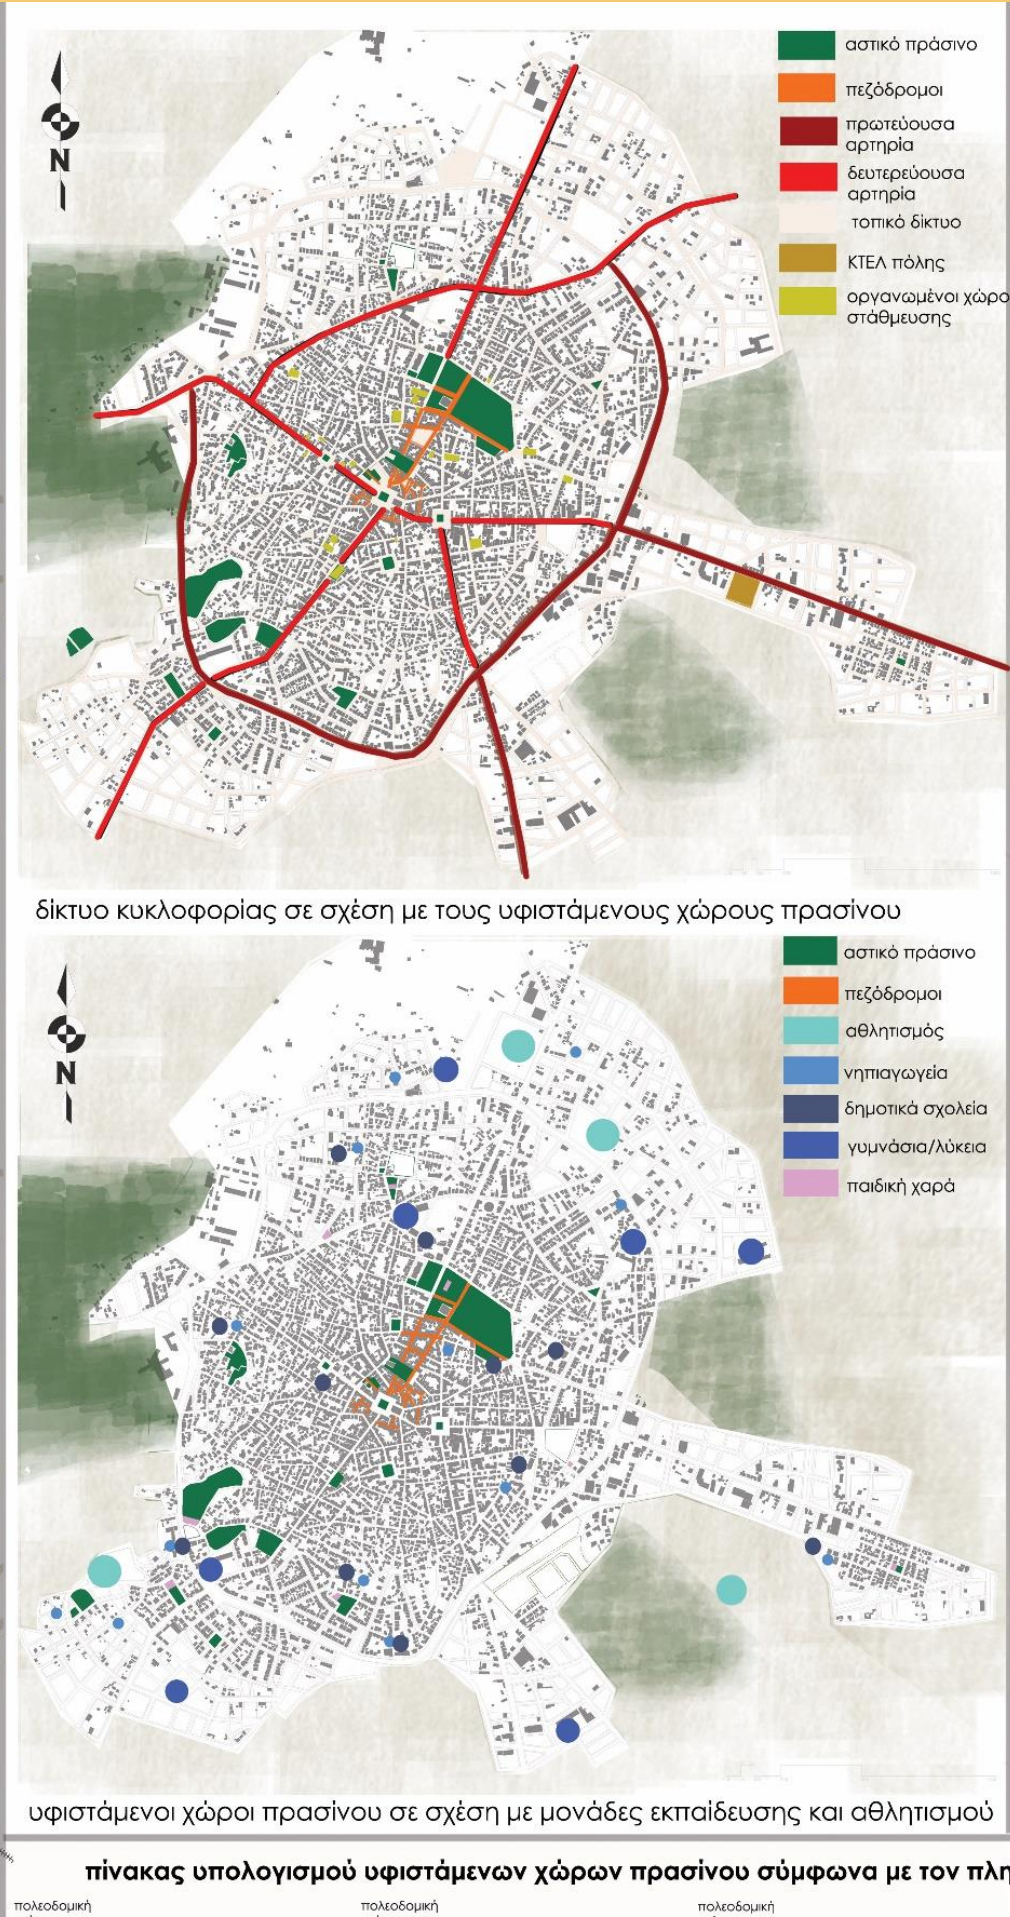 αστικό πράσινο
πεζόδρομοι
πρωτεύουσα
αρτηρία
δευτερεύουσα
αρτηρία
τοπικό δίκτυο
ΚΤΕΛ πόλης
οργανωμένοι χώρο
στάθμευσης
N
δίκτυο κυκλοφορίας σε σχέση με τους υφιστάμενους χώρους πρασίνου
αστικό πράσινο
πεζόδρομοι
αθλητισμός
νηπιαγωγεία
δημοτικά σχολεία
γυμνάσια/λύκεια
παιδική χαρά
N
υφιστάμενοι χώροι πρασίνου σε σχέση με μονάδες εκπαίδευσης και αθλητισμού
πίνακας υπολογισμού υφιστάμενων χώρων πρασίνου σύμφωνα με τον πλη
πολεοδομική πολεοδομική πολεοδομική